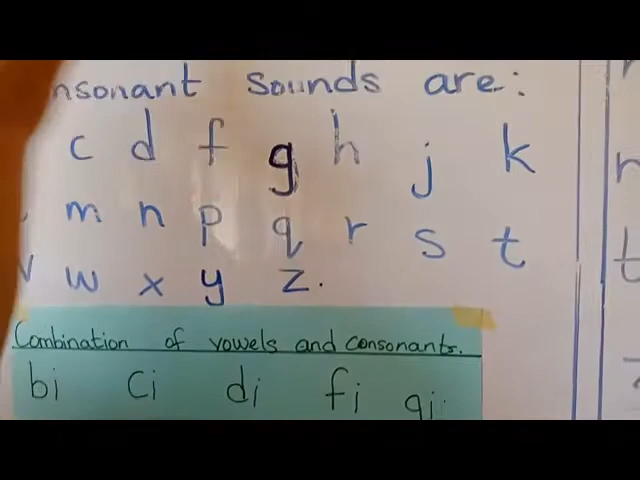 nsonant sounds are:
c d f g h j k
m n p q r s t
w x y z.
Combination of vowels and consonants.
bi ci di fi gi